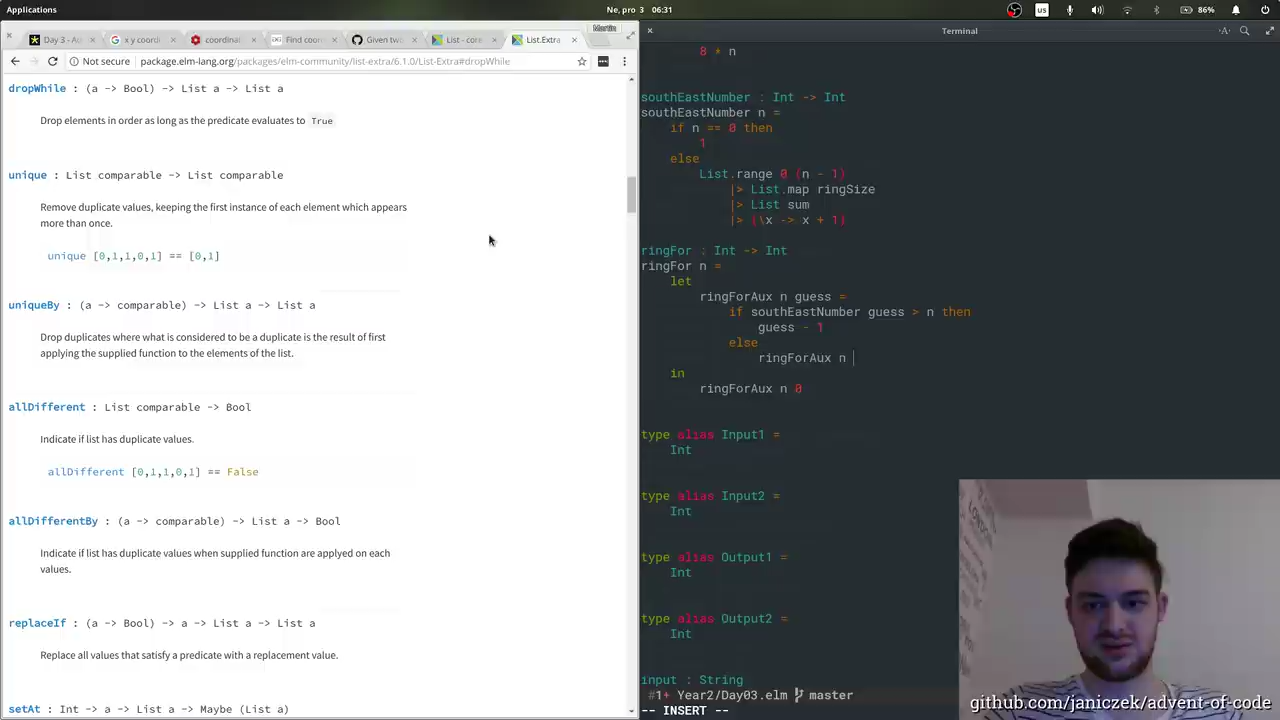 Applications
Ne, pro 3 06:31
us
86%
Martin
Day 3 - Ad
x y coordi
coordinat
Find coor
Given two
List - core
List.Extra
Terminal
Not secure
package.elm-lang.org/packages/elm-community/list-extra/6.1.0/List-Extra#dropWhile
dropWhile : (a -> Bool) -> List a -> List a
Drop elements in order as long as the predicate evaluates to True
unique : List comparable -> List comparable
Remove duplicate values, keeping the first instance of each element which appears
more than once.
unique [0,1,1,0,1] == [0,1]
uniqueBy : (a -> comparable) -> List a -> List a
Drop duplicates where what is considered to be a duplicate is the result of first
applying the supplied function to the elements of the list.
allDifferent : List comparable -> Bool
Indicate if list has duplicate values.
allDifferent [0,1,1,0,1] == False
allDifferentBy : (a -> comparable) -> List a -> Bool
Indicate if list has duplicate values when supplied function are applyed on each
values.
replaceIf : (a -> Bool) -> a -> List a -> List a
Replace all values that satisfy a predicate with a replacement value.
setAt : Int -> a -> List a -> Maybe (List a)
8 * n
southEastNumber : Int -> Int
southEastNumber n =
if n == 0 then
1
else
List.range 0 (n - 1)
|> List.map ringSize
|> List sum
|> (\x -> x + 1)
ringFor : Int -> Int
ringFor n =
let
ringForAux n guess =
if southEastNumber guess > n then
guess - 1
else
ringForAux n
in
ringForAux n 0
type alias Input1 =
Int
type alias Input2 =
Int
type alias Output1 =
Int
type alias Output2 =
Int
input : String
#1+ Year2/Day03.elm master
-- INSERT --
LONDON
github.com/janiczek/advent-of-code